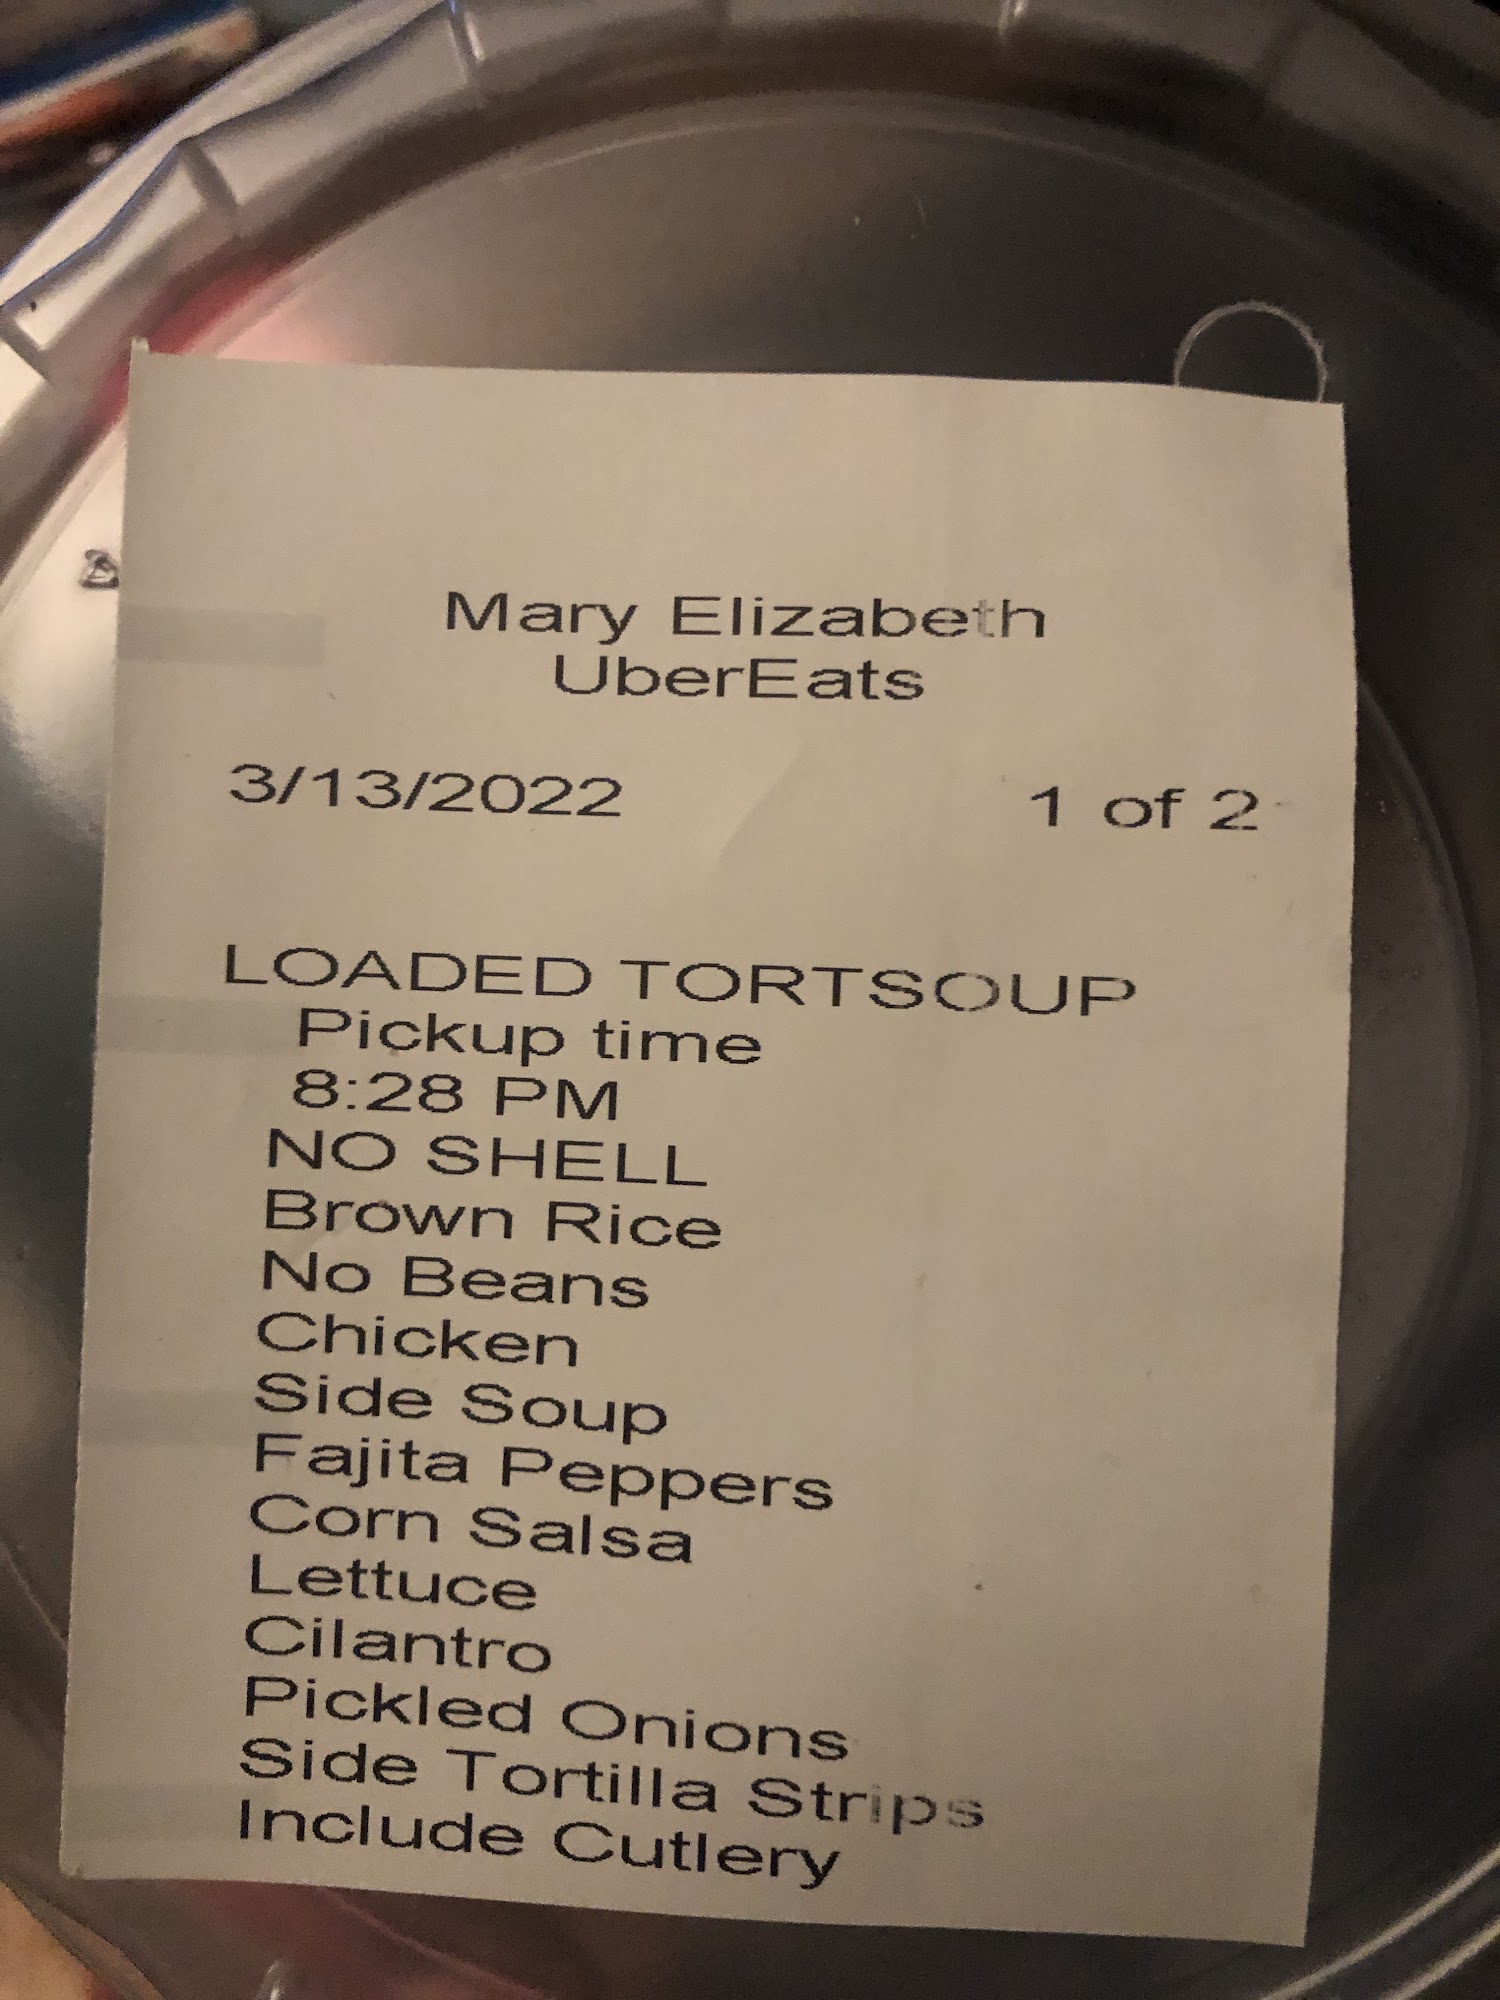 Mary Elizabeth
UberEats
3/13/2022 1 of 2
LOADED TORTSOUP
Pickup time
8:28 PM
NO SHELL
Brown Rice
No Beans
Chicken
Side Soup
Fajita Peppers
Corn Salsa
Lettuce
Cilantro
Pickled Onions
Side Tortilla Strips
Include Cutlery